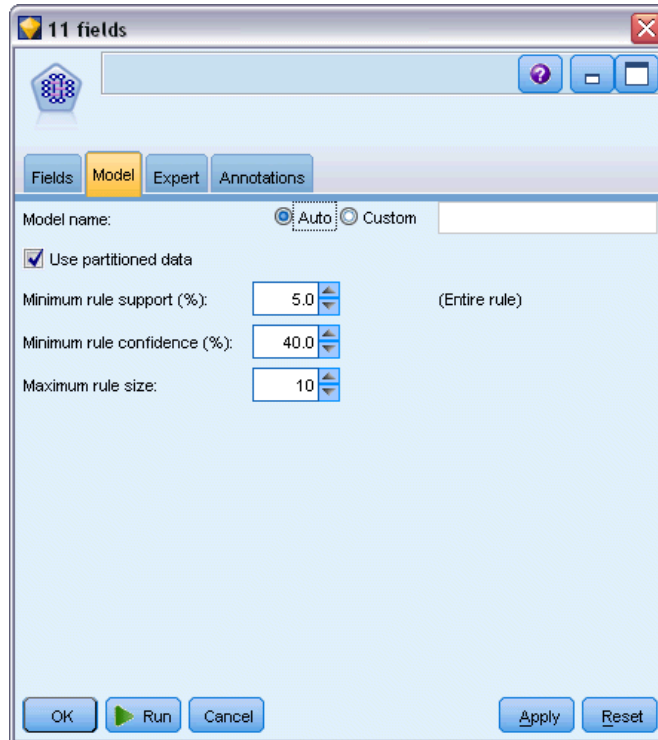 11 fields
?
Fields Model Expert Annotations
Model name: Auto Custom
Use partitioned data
Minimum rule support (%): 5.0 (Entire rule)
Minimum rule confidence (%): 40.0
Maximum rule size: 10
OK Run Cancel Apply Reset